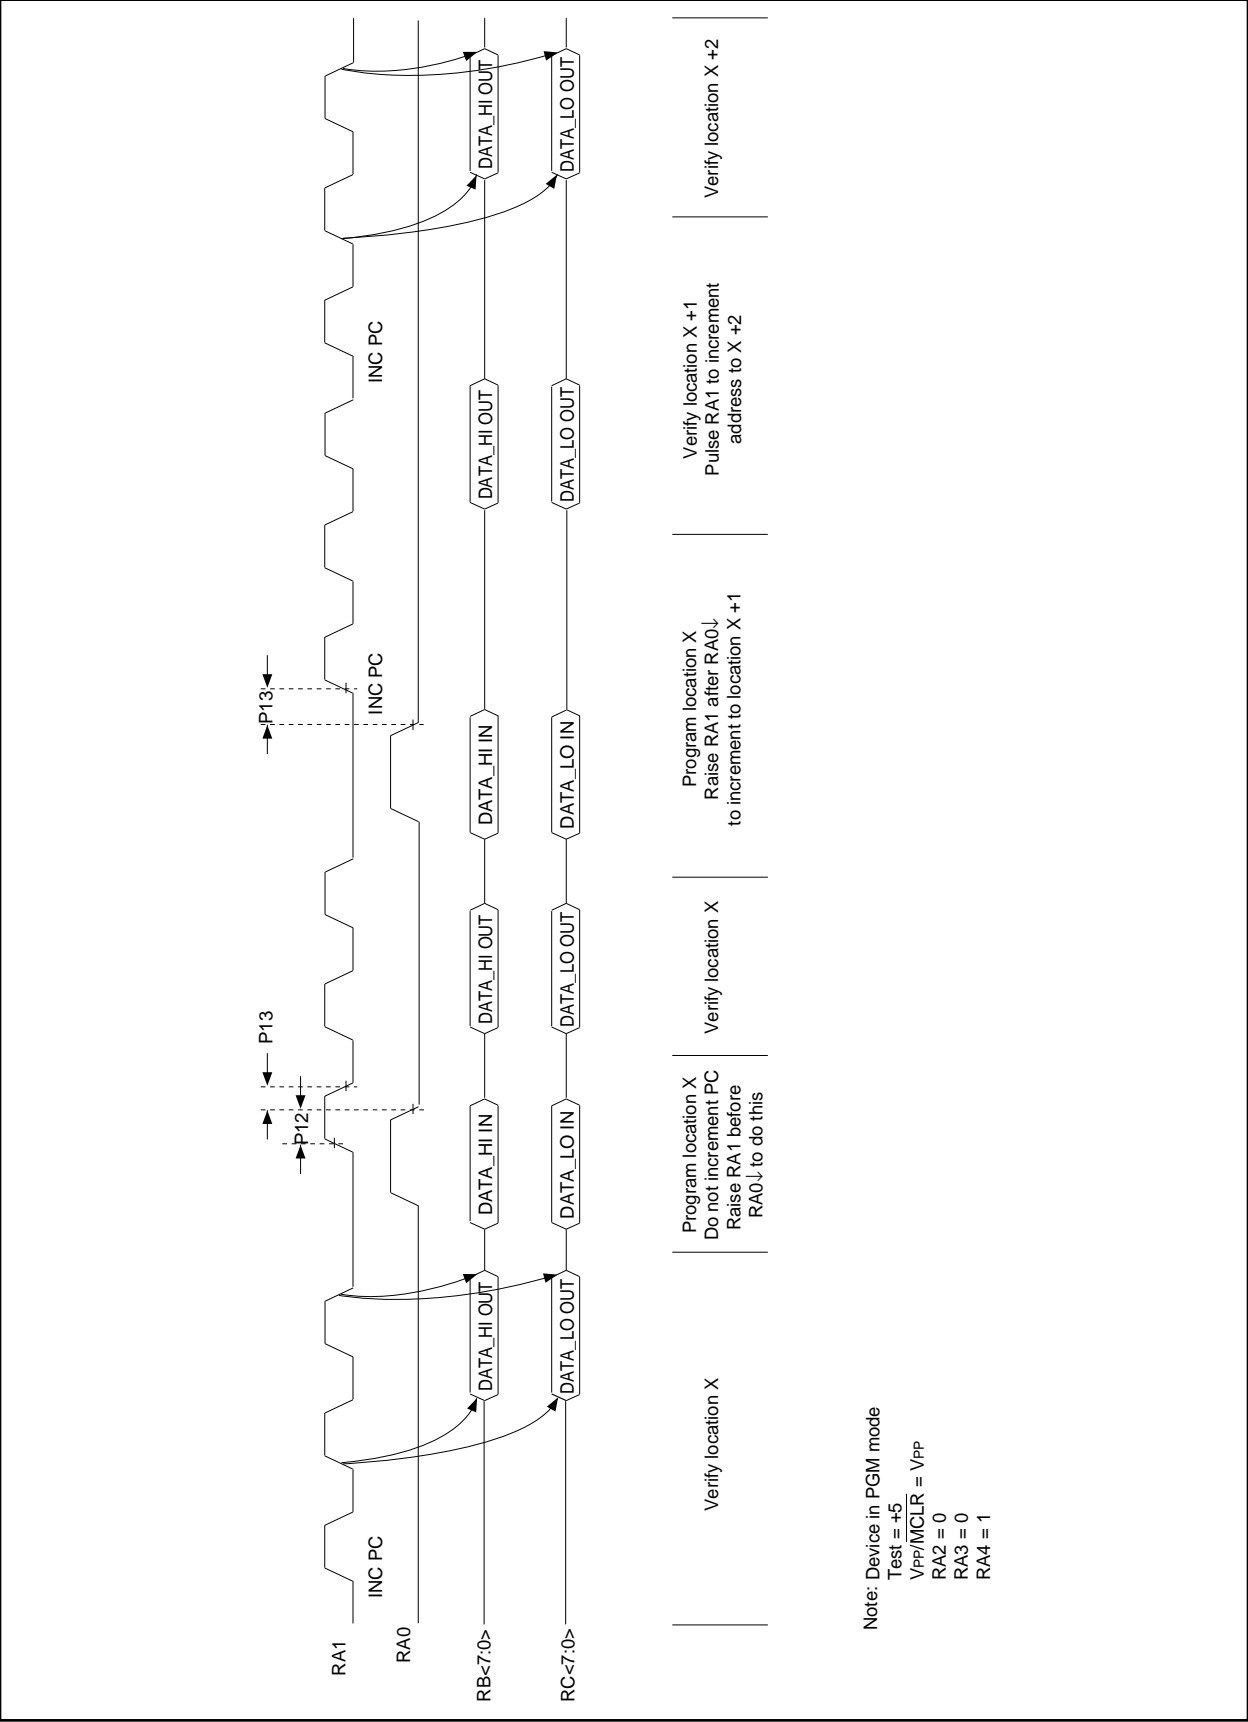 P13
P12
P13
RA1
INC PC
INC PC
INC PC
RA0
RB<7:0>
DATA_HI OUT
DATA_HI IN
DATA_HI OUT
DATA_HI IN
DATA_HI OUT
DATA_HI OUT
RC<7:0>
DATA_LO OUT
DATA_LO IN
DATA_LO OUT
DATA_LO IN
DATA_LO OUT
DATA_LO OUT
Verify location X
Program location X
Do not increment PC
Raise RA1 before
RA0↓ to do this
Verify location X
Program location X
Raise RA1 after RA0↓
to increment to location X +1
Verify location X +1
Pulse RA1 to increment
address to X +2
Verify location X +2
Note: Device in PGM mode
Test = +5
VPP/MCLR = VPP
RA2 = 0
RA3 = 0
RA4 = 1